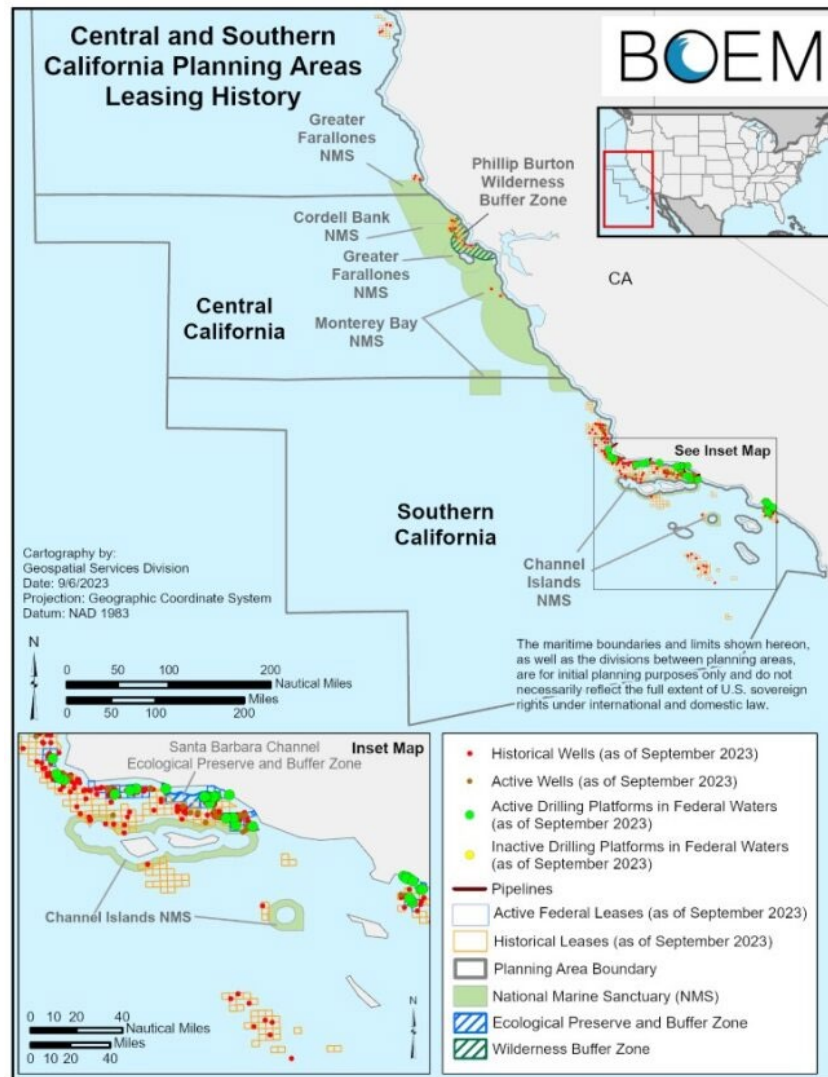 Central and Southern
California Planning Areas
Leasing History
BOEM
Greater
Farallones
NMS
Phillip Burton
Wilderness
Buffer Zone
Cordell Bank
NMS
Greater
Farallones
NMS
CA
Central
California
Monterey Bay
NMS
See Inset Map
Southern
California
Channel
Islands
NMS
Cartography by:
Geospatial Services Division
Date: 9/6/2023
Projection: Geographic Coordinate System
Datum: NAD 1983
N
0 50 100 200
Nautical Miles
Miles
0 50 100 200
The maritime boundaries and limits shown hereon,
as well as the divisions between planning areas,
are for initial planning purposes only and do not
necessarily reflect the full extent of U.S. sovereign
rights under international and domestic law.
Santa Barbara Channel
Ecological Preserve and Buffer Zone
Inset Map
Channel Islands NMS
0 10 20 40
Nautical Miles
Miles
0 10 20 40
N
Historical Wells (as of September 2023)
Active Wells (as of September 2023)
Active Drilling Platforms in Federal Waters
(as of September 2023)
Inactive Drilling Platforms in Federal Waters
(as of September 2023)
Pipelines
Active Federal Leases (as of September 2023)
Historical Leases (as of September 2023)
Planning Area Boundary
National Marine Sanctuary (NMS)
Ecological Preserve and Buffer Zone
Wilderness Buffer Zone